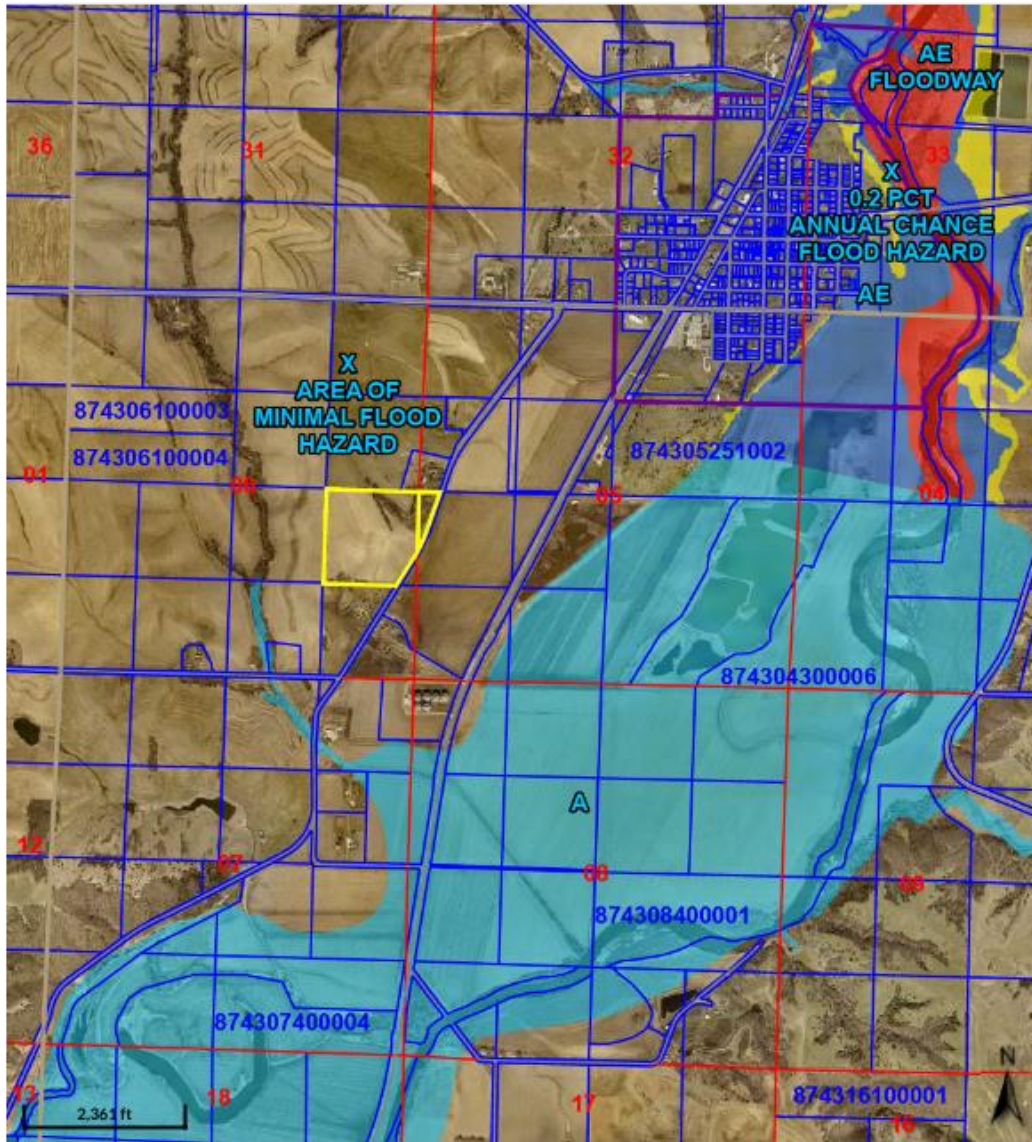 AE
FLOODWAY
36
31
32
33
X
0.2 PCT
ANNUAL CHANCE
FLOOD HAZARD
AE
X
AREA OF
MINIMAL FLOOD
HAZARD
874306100003
874306100004
874305251002
01
06
05
04
874304300006
A
12
07
08
09
874308400001
874307400004
N
13
18
17
874316100001
16
2,361 ft